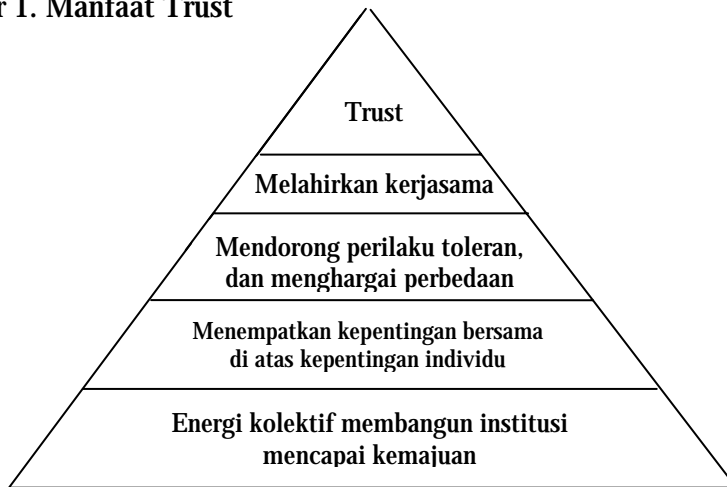 r 1. Manfaat Trust
Trust
Melahirkan kerjasama
Mendorong perilaku toleran,
dan menghargai perbedaan
Menempatkan kepentingan bersama
di atas kepentingan individu
Energi kolektif membangun institusi
mencapai kemajuan